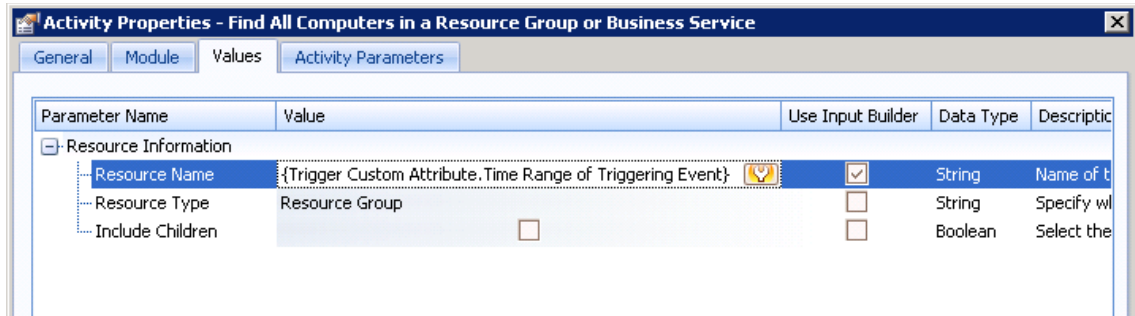 Activity Properties - Find All Computers in a Resource Group or Business Service
General Module Values Activity Parameters
Parameter Name Value Use Input Builder Data Type Descriptic
Resource Information
Resource Name {Trigger Custom Attribute.Time Range of Triggering Event} String Name of t
Resource Type Resource Group String Specify wl
Include Children Boolean Select the